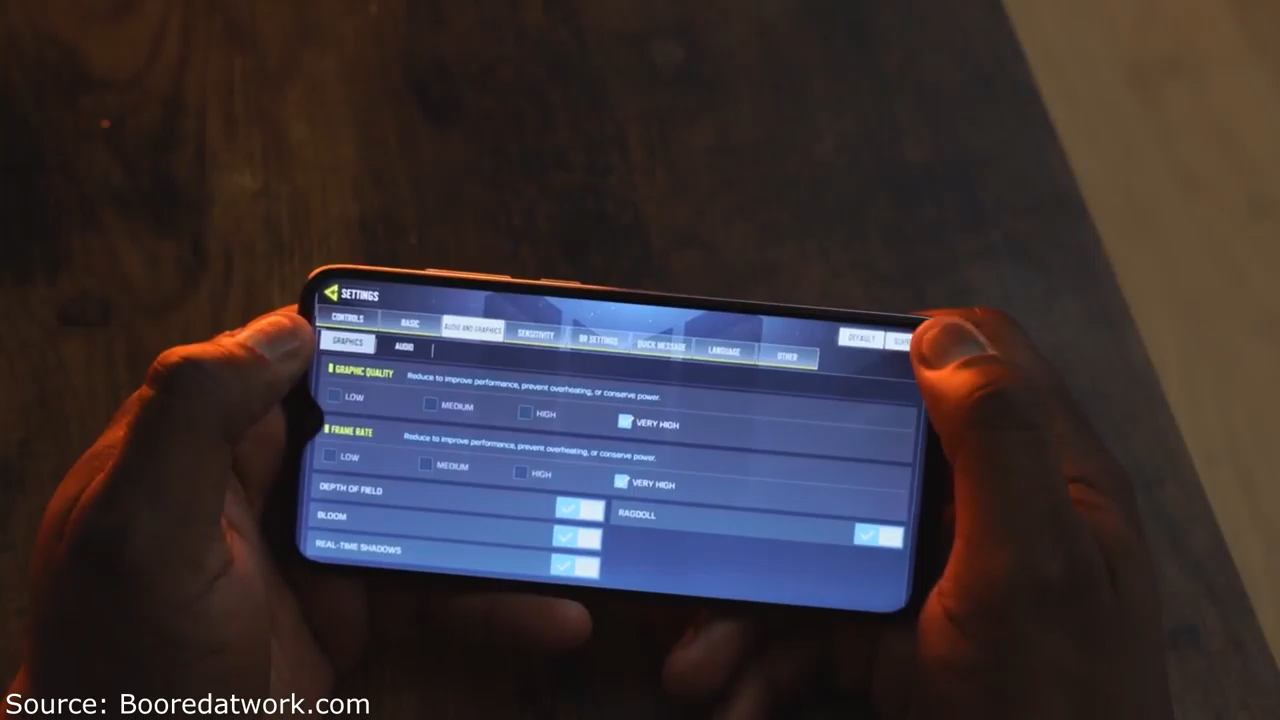 SETTINGS
CONTROLS
BASIC
AUDIO AND GRAPHICS
SENSITIVITY
BR SETTINGS
QUICK MESSAGE
LANGUAGE
OTHER
DEFAULT
GRAPHICS
AUDIO
GRAPHIC QUALITY
Reduce to improve performance, prevent overheating, or conserve power.
LOW
MEDIUM
HIGH
VERY HIGH
FRAME RATE
Reduce to improve performance, prevent overheating, or conserve power.
LOW
MEDIUM
HIGH
VERY HIGH
DEPTH OF FIELD
RAGDOLL
BLOOM
REAL-TIME SHADOWS
Source: Booredatwork.com